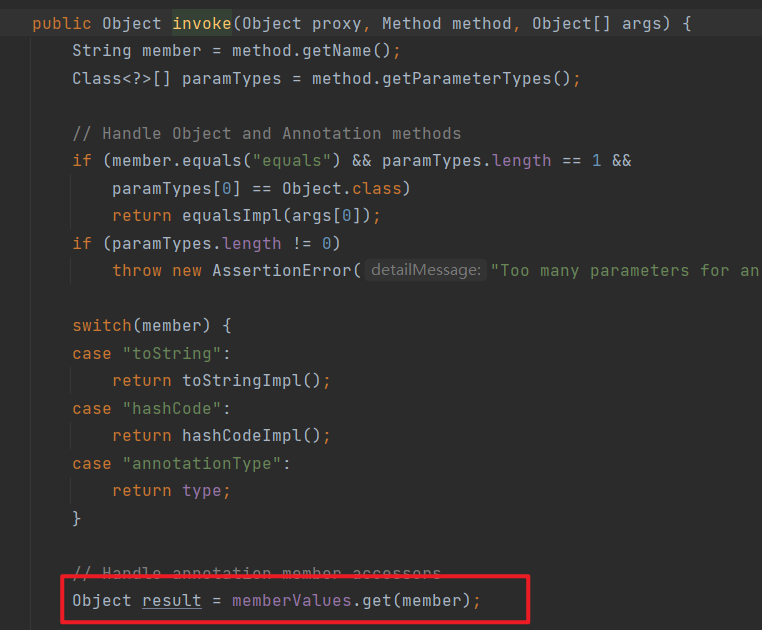 public Object invoke(Object proxy, Method method, Object[] args) {
String member = method.getName();
Class<?>[] paramTypes = method.getParameterTypes();
// Handle Object and Annotation methods
if (member.equals("equals") && paramTypes.length == 1 &&
paramTypes[0] == Object.class)
return equalsImpl(args[0]);
if (paramTypes.length != 0)
throw new AssertionError( detailMessage: "Too many parameters for an
switch(member) {
case "toString":
return toStringImpl();
case "hashCode":
return hashCodeImpl();
case "annotationType":
return type;
}
// Handle annotation member accessors
Object result = memberValues.get(member);